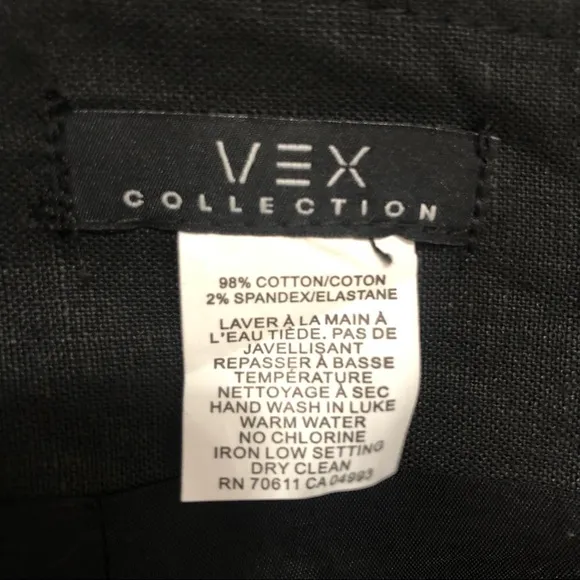 VEX
COLLECTION
98% COTTON/COTON
2% SPANDEX/ELASTANE
LAVER À LA MAIN À
L'EAU TIÈDE. PAS DE
JAVELLISANT
REPASSER À BASSE
TEMPÉRATURE
NETTOYAGE À SEC
HAND WASH IN LUKE
WARM WATER
NO CHLORINE
IRON LOW SETTING
DRY CLEAN
RN 70611 CA 04993